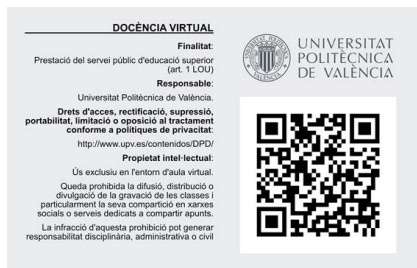 DOCÈNCIA VIRTUAL
Finalitat:
Prestació del servei públic d'educació superior
(art. 1 LOU)
Responsable:
Universitat Politècnica de València.
Drets d'acces, rectificació, supressió,
portabilitat, limitació o oposició al tractament
conforme a polítiques de privacitat:
http://www.upv.es/contenidos/DPD/
Propietat intel·lectual:
Ús exclusiu en l'entorn d'aula virtual.
Queda prohibida la difusió, distribució o
divulgació de la gravació de les classes i
particularment la seva compartició en xarxes
socials o serveis dedicats a compartir apunts.
La infracció d'aquesta prohibició pot generar
responsabilitat disciplinària, administrativa o civil
UNIVERSITAT
POLITÈCNICA
DE VALÈNCIA